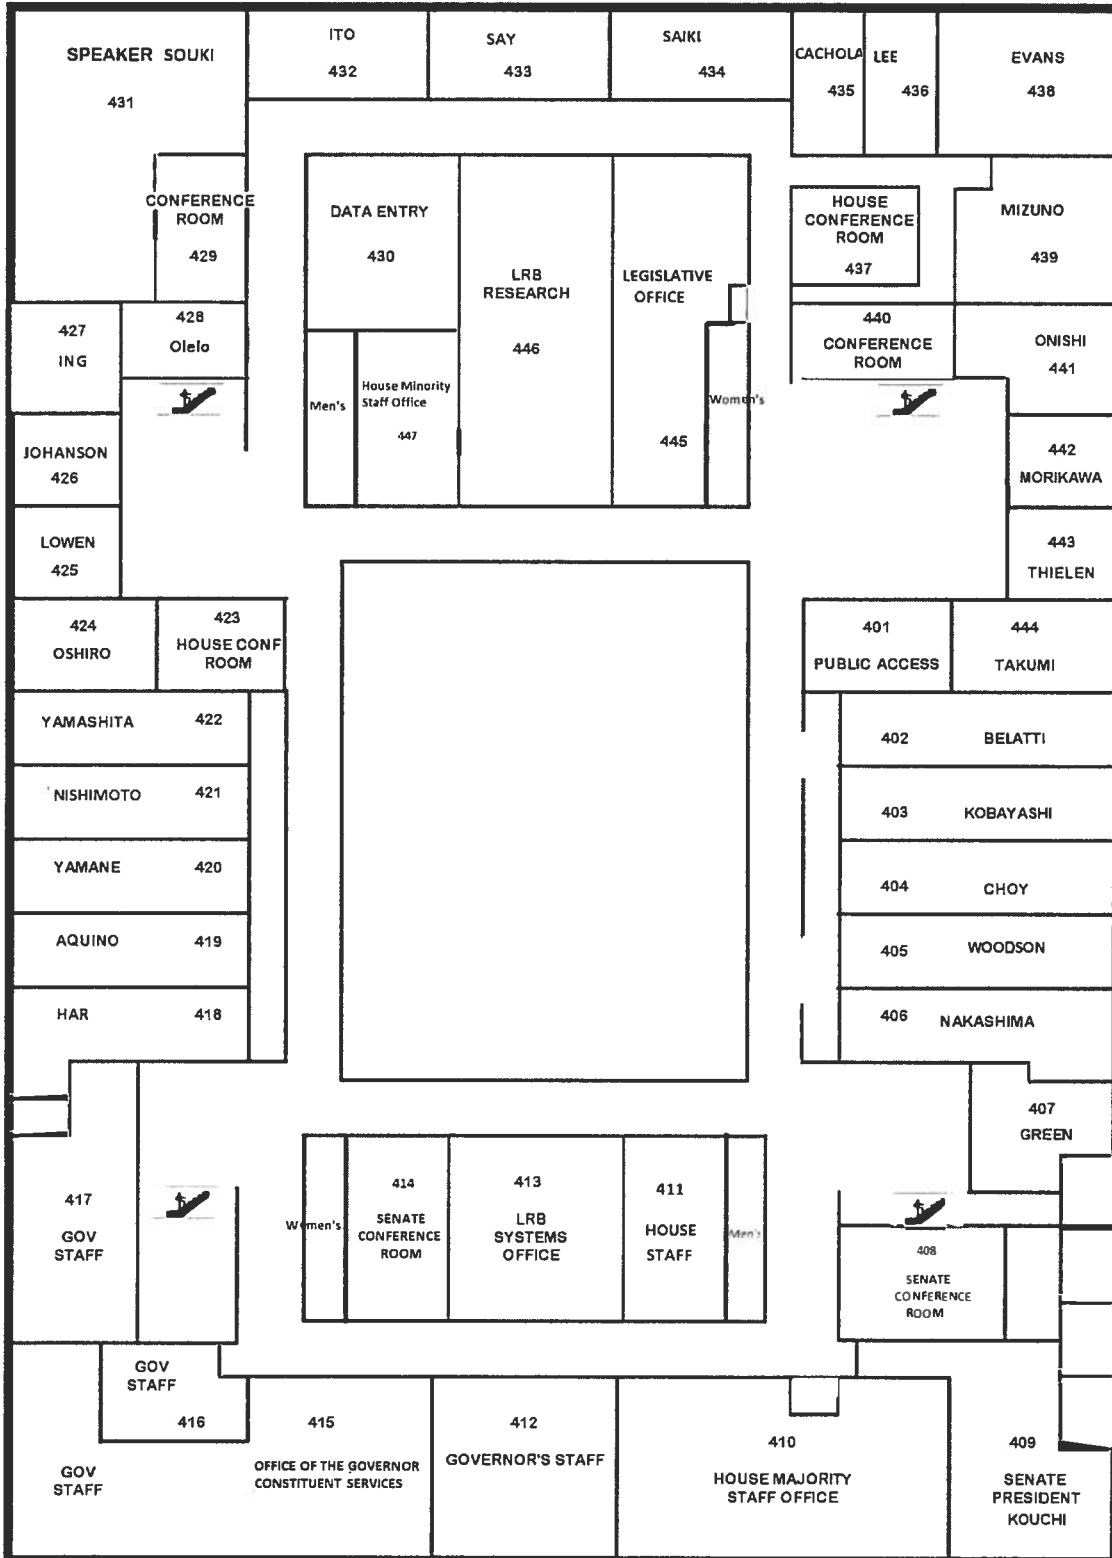 SPEAKER SOUKI
431
ITO
432
SAY
433
SAIKI
434
CACHOLA
435
LEE
436
EVANS
438
CONFERENCE
ROOM
429
DATA ENTRY
430
LRB
RESEARCH
446
LEGISLATIVE
OFFICE
445
HOUSE
CONFERENCE
ROOM
437
MIZUNO
439
427
ING
428
Olelo
440
CONFERENCE
ROOM
ONISHI
441
Men's
House Minority
Staff Office
447
Women's
JOHANSON
426
442
MORIKAWA
LOWEN
425
443
THIELEN
424
OSHIRO
423
HOUSE CONF
ROOM
401
PUBLIC ACCESS
444
TAKUMI
YAMASHITA 422
402 BELATTI
NISHIMOTO 421
403 KOBAYASHI
YAMANE 420
404 CHOY
AQUINO 419
405 WOODSON
HAR 418
406 NAKASHIMA
407
GREEN
417
GOV
STAFF
Women's
414
SENATE
CONFERENCE
ROOM
413
LRB
SYSTEMS
OFFICE
411
HOUSE
STAFF
Men's
408
SENATE
CONFERENCE
ROOM
GOV
STAFF
416
GOV
STAFF
415
OFFICE OF THE GOVERNOR
CONSTITUENT SERVICES
412
GOVERNOR'S STAFF
410
HOUSE MAJORITY
STAFF OFFICE
409
SENATE
PRESIDENT
KOUCHI